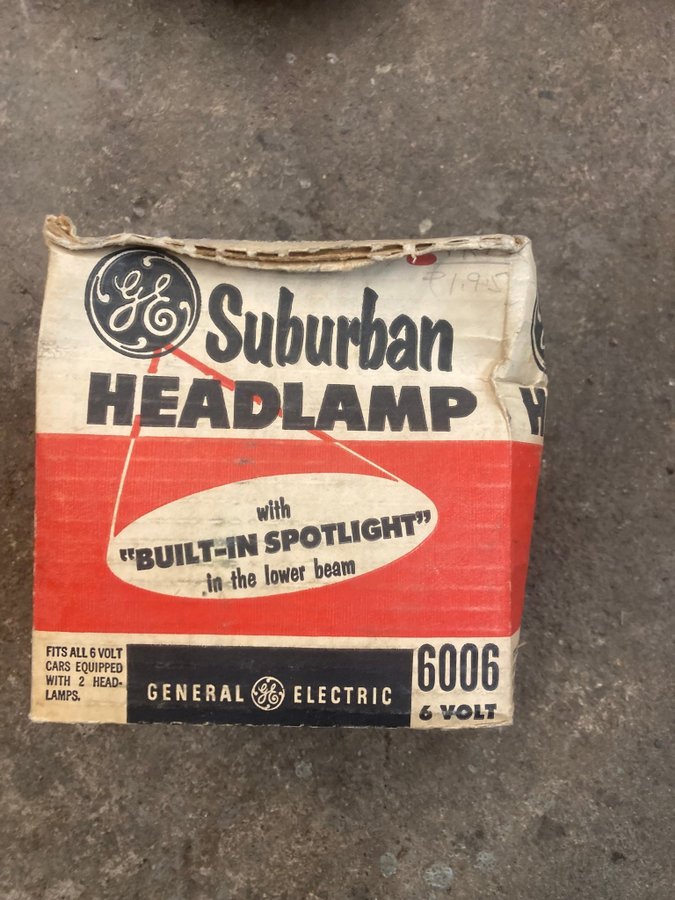 GE Suburban
HEADLAMP
with
"BUILT-IN SPOTLIGHT"
in the lower beam
FITS ALL 6 VOLT
CARS EQUIPPED
WITH 2 HEAD-
LAMPS.
GENERAL GE ELECTRIC
6006
6 VOLT
H